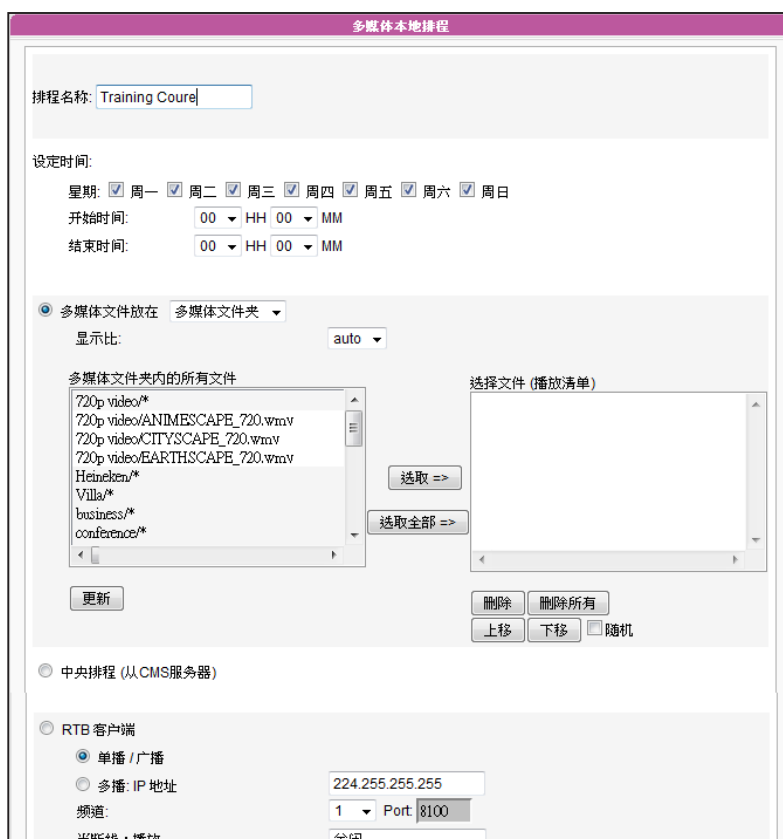 多媒体本地排程
排程名称: Training Coure
设定时间:
星期: 周一 周二 周三 周四 周五 周六 周日
开始时间: 00 HH 00 MM
结束时间: 00 HH 00 MM
多媒体文件放在 多媒体文件夹
显示比: auto
多媒体文件夹内的所有文件
720p video/*
720p video/ANIMESCAPE_720.wmv
720p video/CITYSCAPE_720.wmv
720p video/EARTHSCAPE_720.wmv
Heineken/*
Villa/*
business/*
conference/*
更新
选取 =>
选取全部 =>
选择文件 (播放清单)
删除 删除所有
上移 下移 随机
中央排程 (从CMS服务器)
RTB 客户端
单播 / 广播
多播: IP 地址 224.255.255.255
频道: 1 Port: 8100